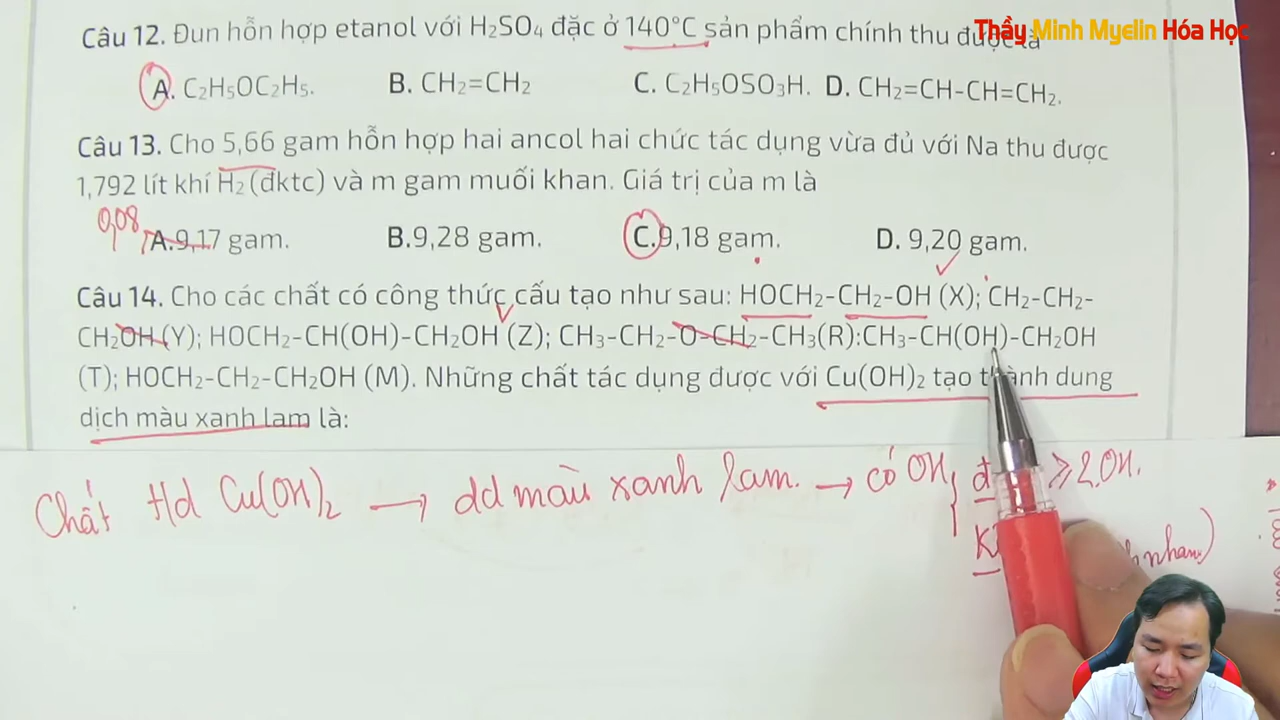 Thầy Minh Myelin Hóa Học
Câu 12. Đun hỗn hợp etanol với H₂SO₄ đặc ở 140°C sản phẩm chính thu được là
A. C₂H₅OC₂H₅. B. CH₂=CH₂ C. C₂H₅OSO₃H. D. CH₂=CH-CH=CH₂.
Câu 13. Cho 5,66 gam hỗn hợp hai ancol hai chức tác dụng vừa đủ với Na thu được
1,792 lít khí H₂ (đktc) và m gam muối khan. Giá trị của m là
0,08
A.9,17 gam. B.9,28 gam. C.9,18 gam. D. 9,20 gam.
Câu 14. Cho các chất có công thức cấu tạo như sau: HOCH₂-CH₂-OH (X); CH₂-CH₂-
CH₂OH (Y); HOCH₂-CH(OH)-CH₂OH (Z); CH₃-CH₂-O-CH₂-CH₃(R):CH₃-CH(OH)-CH₂OH
(T); HOCH₂-CH₂-CH₂OH (M). Những chất tác dụng được với Cu(OH)₂ tạo thành dung
dịch màu xanh lam là:
Chất t/d Cu(OH)₂ → dd màu xanh lam. → có OH ≥2OH.
nhau)